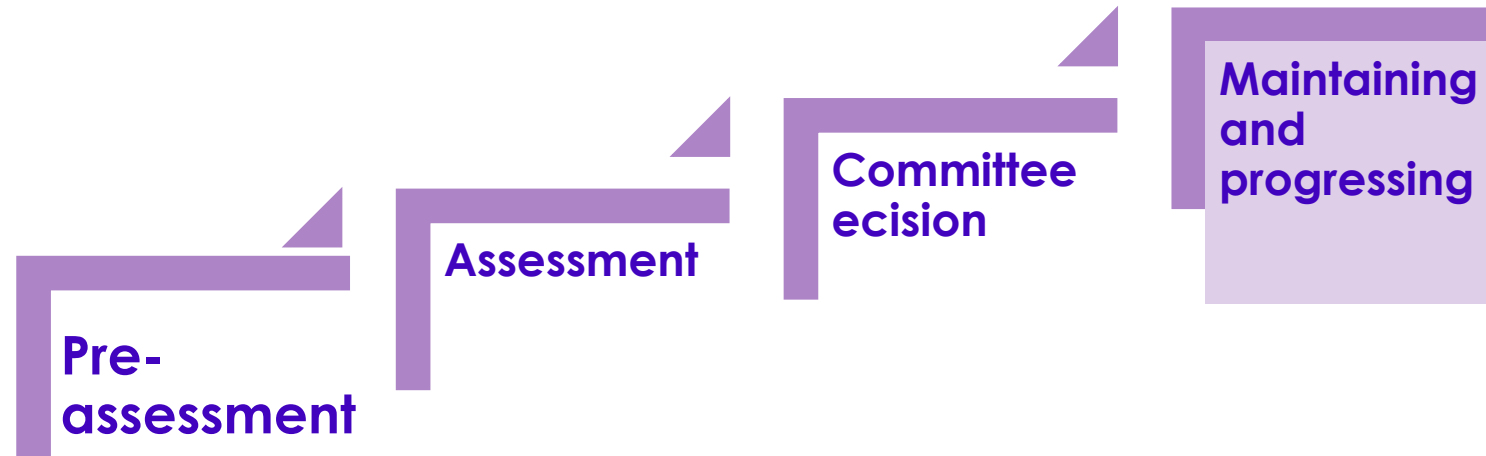 Pre-
assessment
Assessment
Committee
ecision
Maintaining
and
progressing